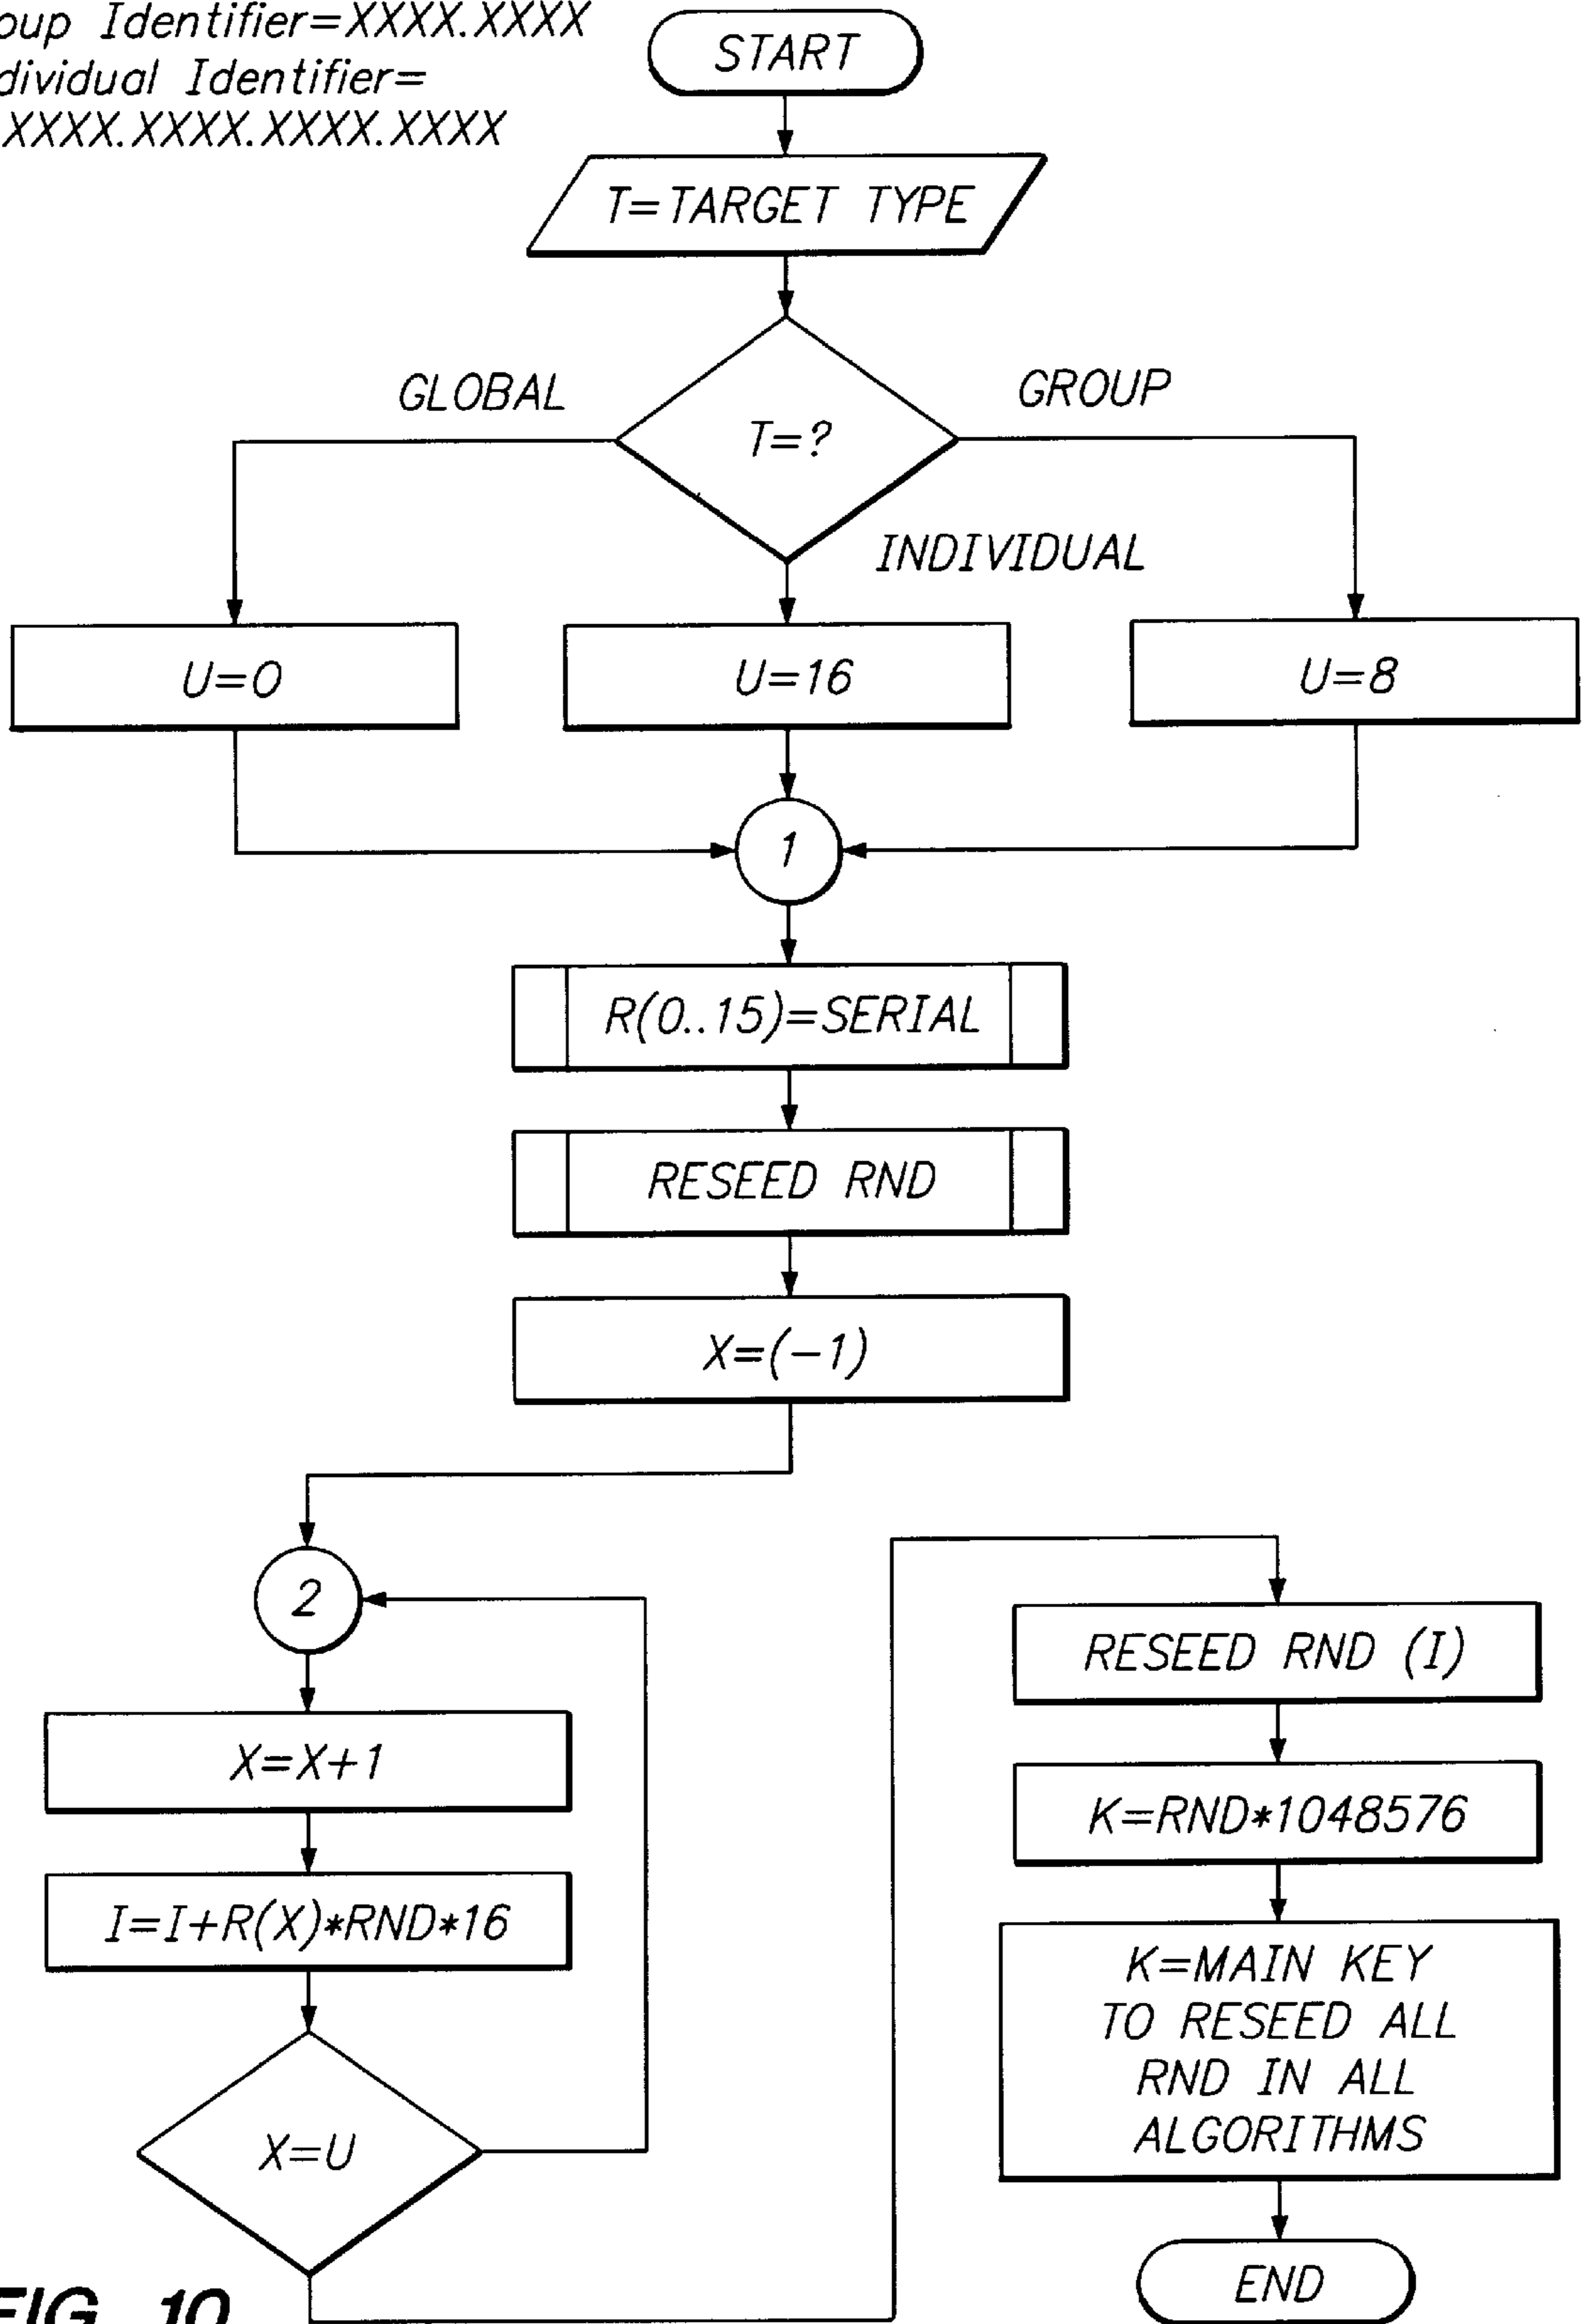 oup Identifier=XXXX.XXXX
dividual Identifier=
XXXX.XXXX.XXXX.XXXX
START
T=TARGET TYPE
GLOBAL
T=?
GROUP
INDIVIDUAL
U=0
U=16
U=8
1
R(0..15)=SERIAL
RESEED RND
X=(-1)
2
X=X+1
I=I+R(X)*RND*16
X=U
RESEED RND (I)
K=RND*1048576
K=MAIN KEY
TO RESEED ALL
RND IN ALL
ALGORITHMS
END
FIG. 10